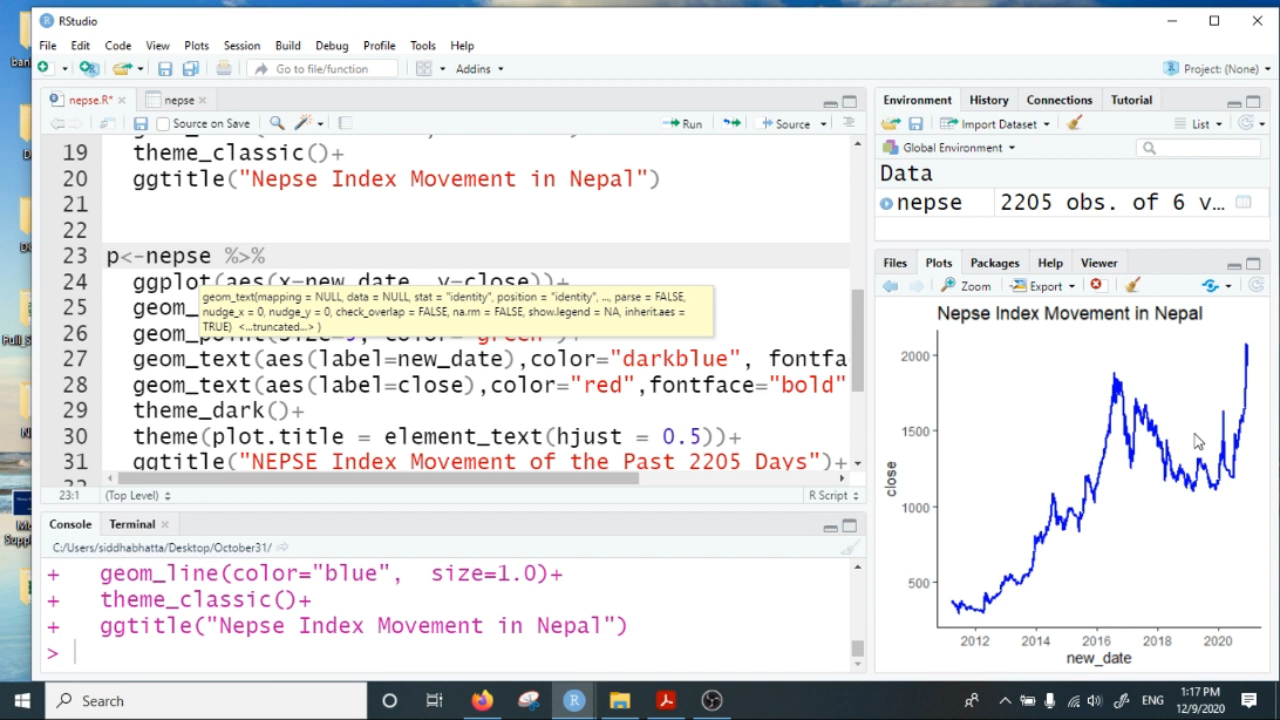 RStudio
File Edit Code View Plots Session Build Debug Profile Tools Help
Go to file/function Addins Project: (None)
nepse.R* nepse
Source on Save Run Source
19 theme_classic()+
20 ggtitle("Nepse Index Movement in Nepal")
21
22
23 p<-nepse %>%
24 ggplot(aes(x=new_date, y=close))+
25 geom_
geom_text(mapping = NULL, data = NULL, stat = "identity", position = "identity", ..., parse = FALSE,
nudge_x = 0, nudge_y = 0, check_overlap = FALSE, na.rm = FALSE, show.legend = NA, inherit.aes =
TRUE) <...truncated...> )
26 geom_point(size=
27 geom_text(aes(label=new_date),color="darkblue", fontfa
28 geom_text(aes(label=close),color="red",fontface="bold"
29 theme_dark()+
30 theme(plot.title = element_text(hjust = 0.5))+
31 ggtitle("NEPSE Index Movement of the Past 2205 Days")+
23:1 (Top Level) R Script
Console Terminal
C:/Users/siddhabhatta/Desktop/October31/
+ geom_line(color="blue", size=1.0)+
+ theme_classic()+
+ ggtitle("Nepse Index Movement in Nepal")
>
Environment History Connections Tutorial
Import Dataset List
Global Environment
Data
nepse 2205 obs. of 6 v...
Files Plots Packages Help Viewer
Zoom Export
Nepse Index Movement in Nepal
2000
1500
1000
500
close
2012 2014 2016 2018 2020
new_date
Search
ENG
1:17 PM
12/9/2020